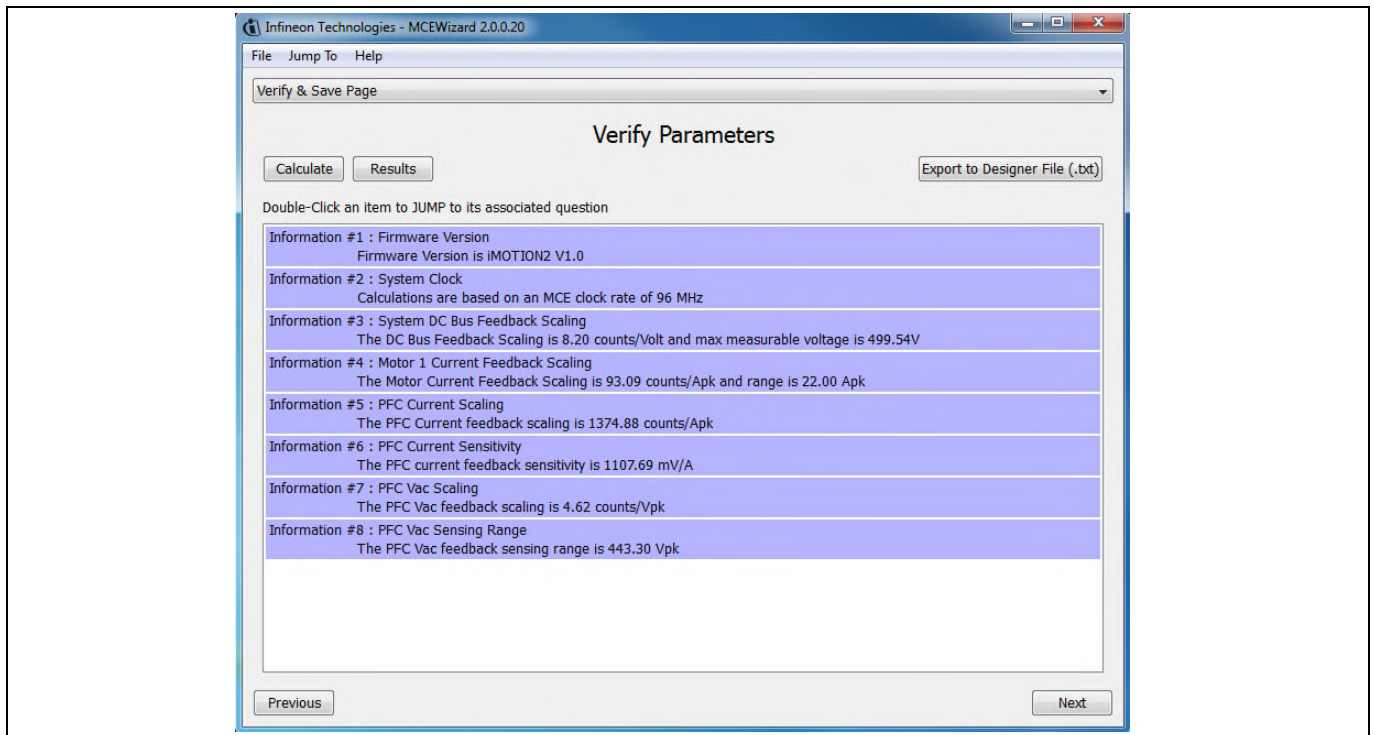 Infineon Technologies - MCEWizard 2.0.0.20
File Jump To Help
Verify & Save Page
Verify Parameters
Calculate Results Export to Designer File (.txt)
Double-Click an item to JUMP to its associated question
Information #1 : Firmware Version
Firmware Version is iMOTION2 V1.0
Information #2 : System Clock
Calculations are based on an MCE clock rate of 96 MHz
Information #3 : System DC Bus Feedback Scaling
The DC Bus Feedback Scaling is 8.20 counts/Volt and max measurable voltage is 499.54V
Information #4 : Motor 1 Current Feedback Scaling
The Motor Current Feedback Scaling is 93.09 counts/Apk and range is 22.00 Apk
Information #5 : PFC Current Scaling
The PFC Current feedback scaling is 1374.88 counts/Apk
Information #6 : PFC Current Sensitivity
The PFC current feedback sensitivity is 1107.69 mV/A
Information #7 : PFC Vac Scaling
The PFC Vac feedback scaling is 4.62 counts/Vpk
Information #8 : PFC Vac Sensing Range
The PFC Vac feedback sensing range is 443.30 Vpk
Previous Next